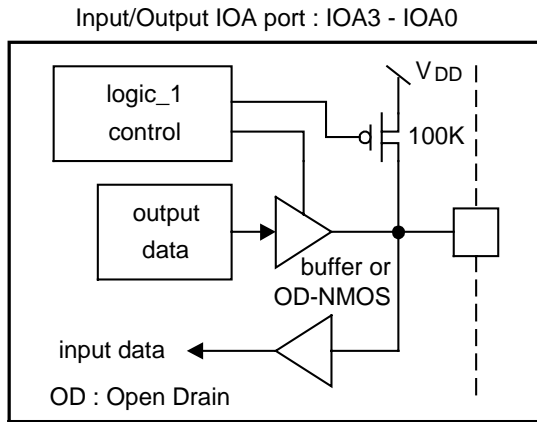 Input/Output IOA port : IOA3 - IOA0
VDD
logic_1
control
100K
output
data
buffer or
OD-NMOS
input data
OD : Open Drain